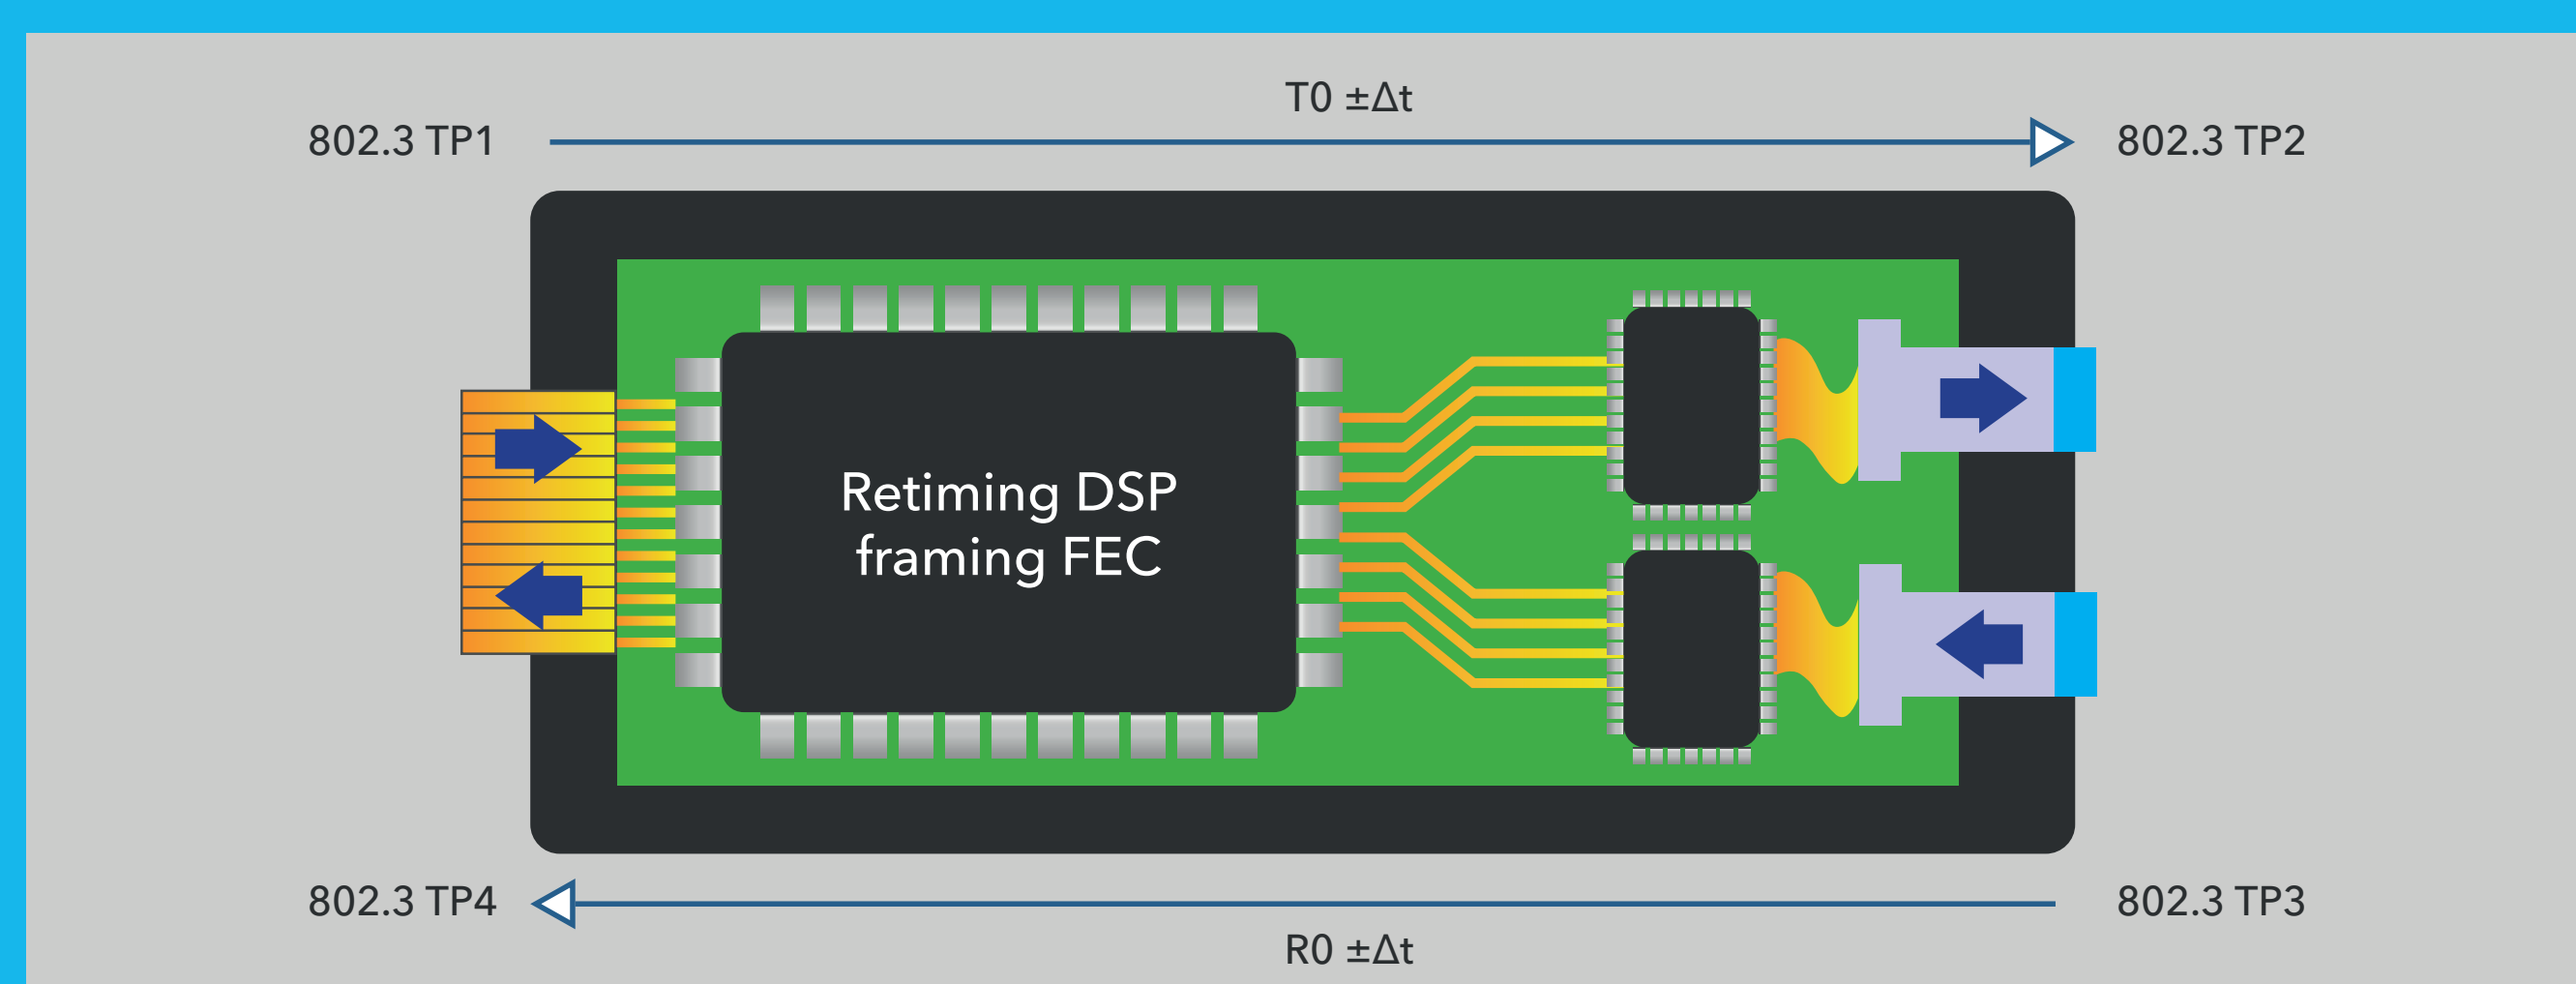 T0 ±Δt
802.3 TP1
802.3 TP2
Retiming DSP
framing FEC
802.3 TP4
802.3 TP3
R0 ±Δt